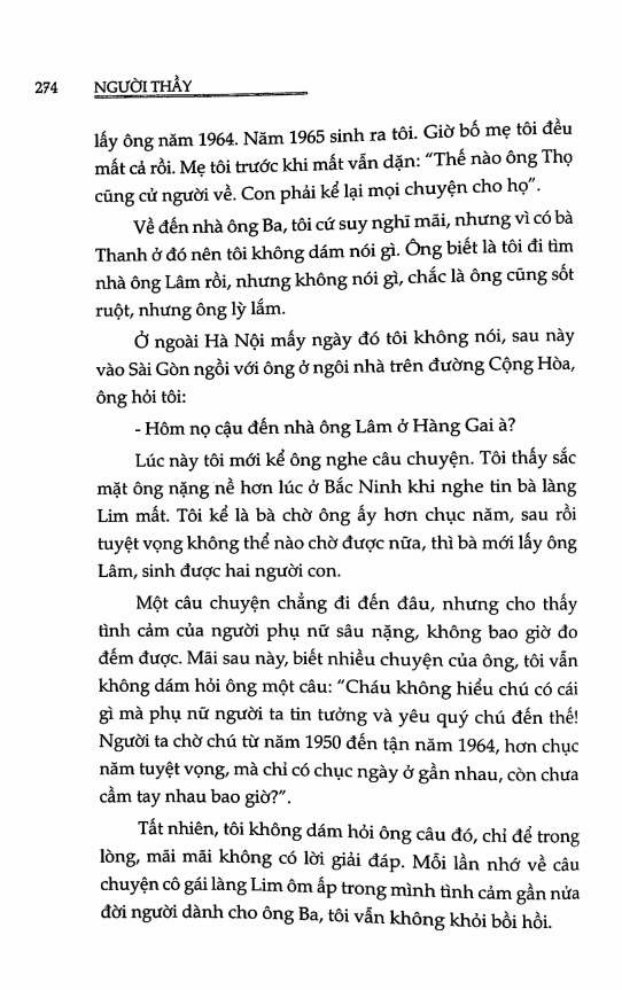 274 NGƯỜI THẦY
lấy ông năm 1964. Năm 1965 sinh ra tôi. Giờ bố mẹ tôi đều
mất cả rồi. Mẹ tôi trước khi mất vẫn dặn: “Thế nào ông Thọ
cũng cử người về. Con phải kể lại mọi chuyện cho họ”.
Về đến nhà ông Ba, tôi cứ suy nghĩ mãi, nhưng vì có bà
Thanh ở đó nên tôi không dám nói gì. Ông biết là tôi đi tìm
nhà ông Lâm rồi, nhưng không nói gì, chắc là ông cũng sốt
ruột, nhưng ông lỳ lắm.
Ở ngoài Hà Nội mấy ngày đó tôi không nói, sau này
vào Sài Gòn ngồi với ông ở ngôi nhà trên đường Cộng Hòa,
ông hỏi tôi:
- Hôm nọ cậu đến nhà ông Lâm ở Hàng Gai à?
Lúc này tôi mới kể ông nghe câu chuyện. Tôi thấy sắc
mặt ông nặng nề hơn lúc ở Bắc Ninh khi nghe tin bà làng
Lim mất. Tôi kể là bà chờ ông ấy hơn chục năm, sau rồi
tuyệt vọng không thể nào chờ được nữa, thì bà mới lấy ông
Lâm, sinh được hai người con.
Một câu chuyện chẳng đi đến đâu, nhưng cho thấy
tình cảm của người phụ nữ sâu nặng, không bao giờ đo
đếm được. Mãi sau này, biết nhiều chuyện của ông, tôi vẫn
không dám hỏi ông một câu: “Cháu không hiểu chú có cái
gì mà phụ nữ người ta tin tưởng và yêu quý chú đến thế!
Người ta chờ chú từ năm 1950 đến tận năm 1964, hơn chục
năm tuyệt vọng, mà chỉ có chục ngày ở gần nhau, còn chưa
cầm tay nhau bao giờ?”.
Tất nhiên, tôi không dám hỏi ông câu đó, chỉ để trong
lòng, mãi mãi không có lời giải đáp. Mỗi lần nhớ về câu
chuyện cô gái làng Lim ôm ấp trong mình tình cảm gần nửa
đời người dành cho ông Ba, tôi vẫn không khỏi bồi hồi.